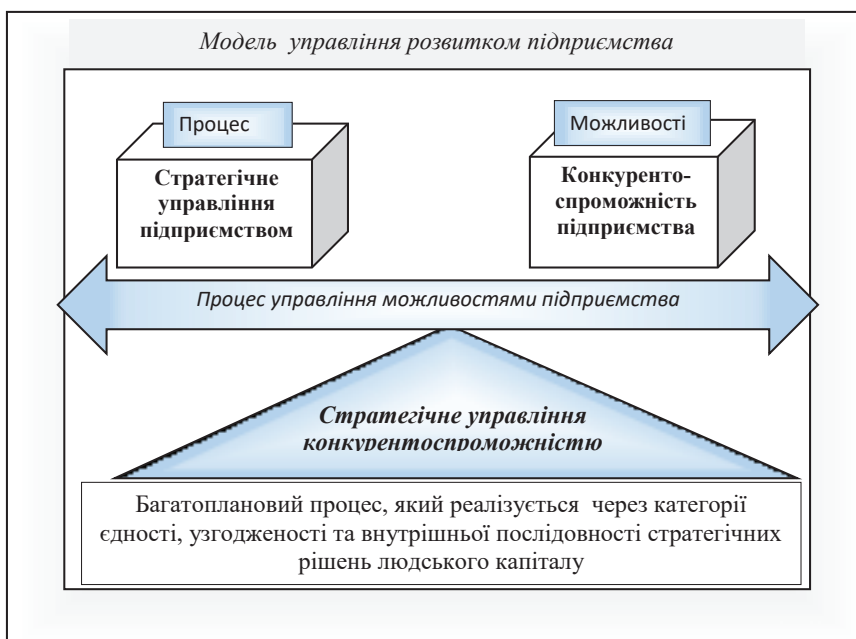 Модель управління розвитком підприємства
Процес
Можливості
Стратегічне
управління
підприємством
Конкуренто-
спроможність
підприємства
Процес управління можливостями підприємства
Стратегічне управління
конкурентоспроможністю
Багатоплановий процес, який реалізується через категорії
єдності, узгодженості та внутрішньої послідовності стратегічних
рішень людського капіталу